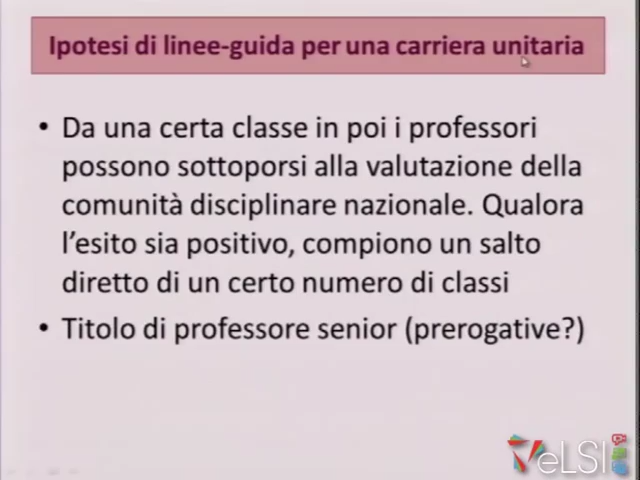 Ipotesi di linee-guida per una carriera unitaria
• Da una certa classe in poi i professori
possono sottoporsi alla valutazione della
comunità disciplinare nazionale. Qualora
l'esito sia positivo, compiono un salto
diretto di un certo numero di classi
• Titolo di professore senior (prerogative?)
VeLSI